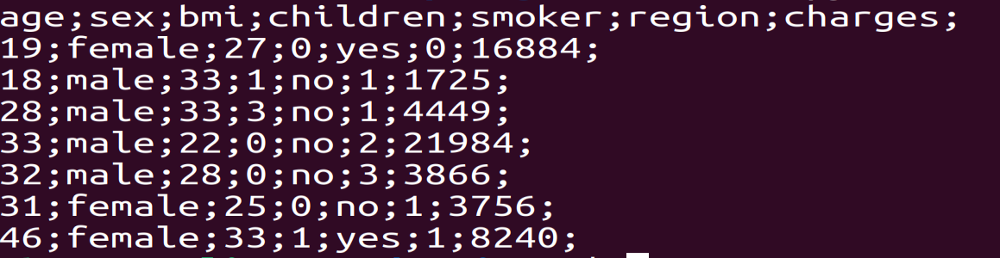 age;sex;bmi;children;smoker;region;charges;
19;female;27;0;yes;0;16884;
18;male;33;1;no;1;1725;
28;male;33;3;no;1;4449;
33;male;22;0;no;2;21984;
32;male;28;0;no;3;3866;
31;female;25;0;no;1;3756;
46;female;33;1;yes;1;8240;